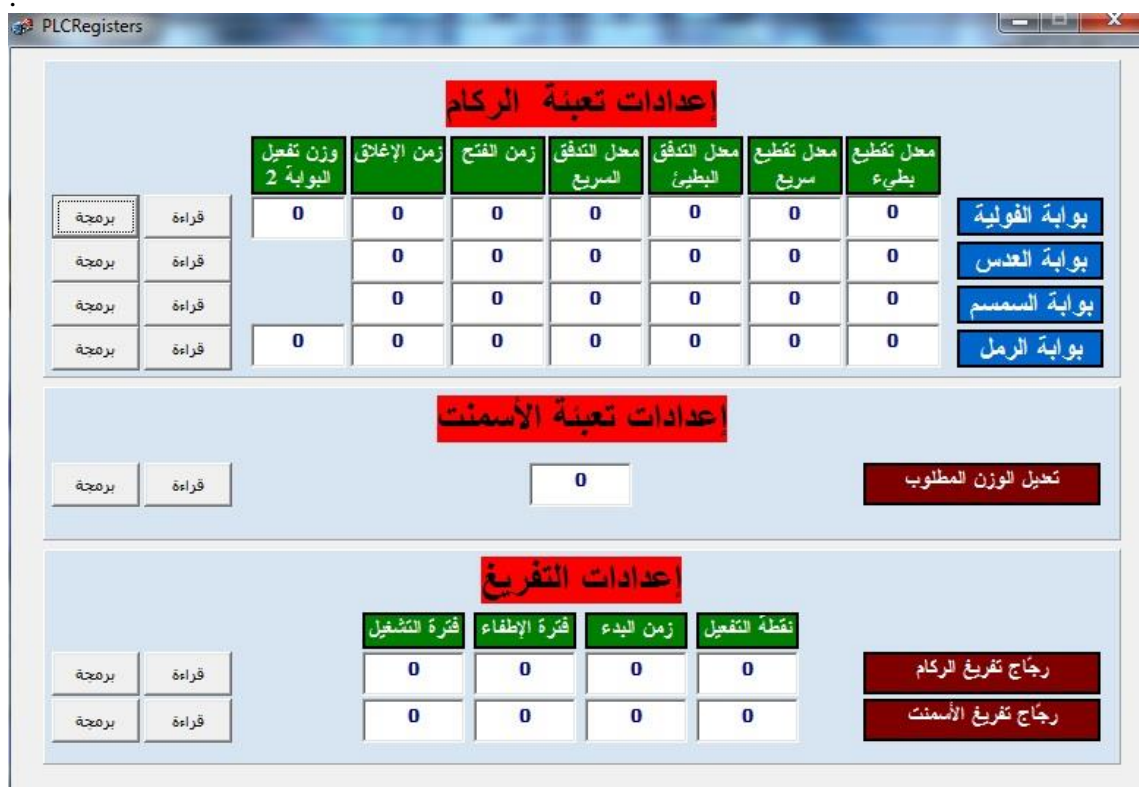 .
PLCRegisters
إعدادات تعبئة الركام
معدل تقطيع بطيء معدل تقطيع سريع معدل التدفق البطيئ معدل التدفق السريع زمن الفتح زمن الإغلاق وزن تفعيل البوابة 2
بوابة الفولية 0 0 0 0 0 0 0 قراءة برمجة
بوابة العدس 0 0 0 0 0 0 قراءة برمجة
بوابة السمسم 0 0 0 0 0 0 قراءة برمجة
بوابة الرمل 0 0 0 0 0 0 0 قراءة برمجة
إعدادات تعبئة الأسمنت
تعديل الوزن المطلوب 0 قراءة برمجة
إعدادات التفريغ
نقطة التفعيل زمن البدء فترة الإطفاء فترة التشغيل
رجّاج تفريغ الركام 0 0 0 0 قراءة برمجة
رجّاج تفريغ الأسمنت 0 0 0 0 قراءة برمجة